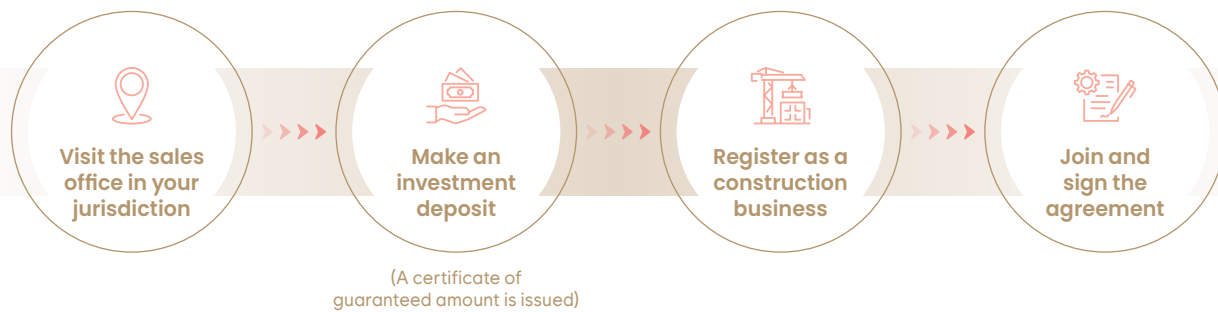 Visit the sales
office in your
jurisdiction
Make an
investment
deposit
(A certificate of
guaranteed amount is issued)
Register as a
construction
business
Join and
sign the
agreement